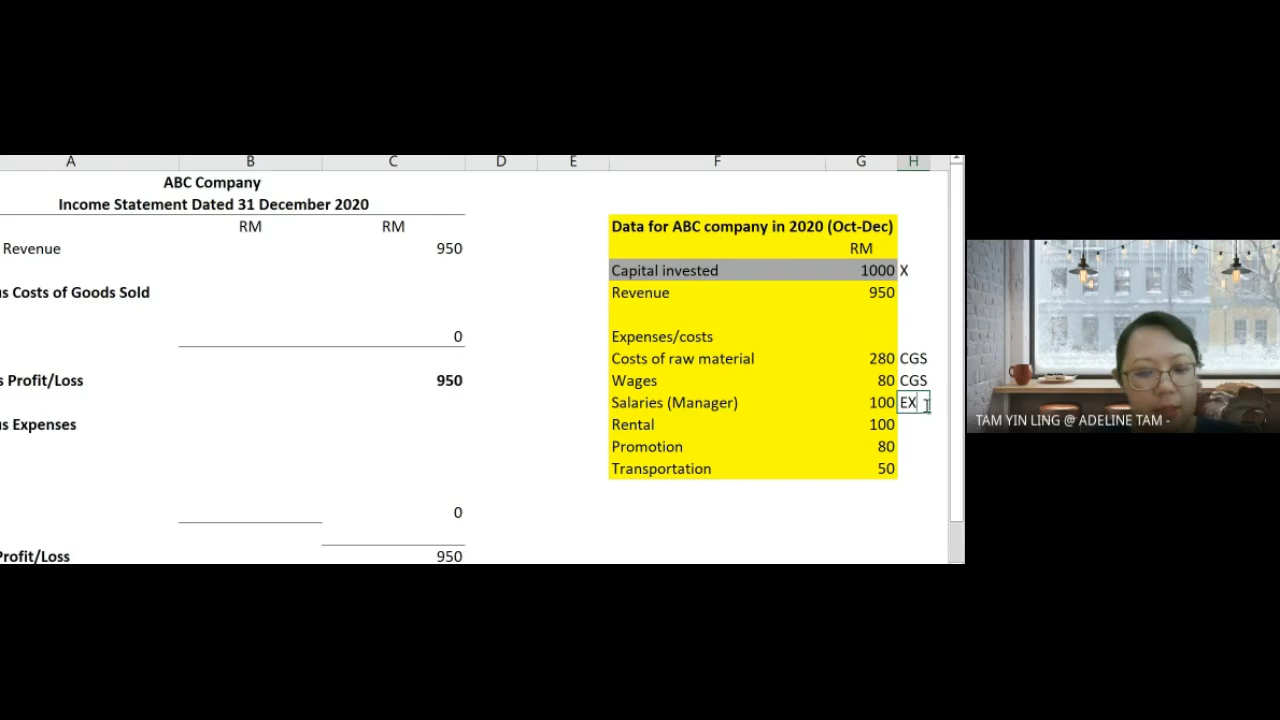 A B C D E F G H
ABC Company
Income Statement Dated 31 December 2020
RM RM
Revenue 950
s Costs of Goods Sold
0
s Profit/Loss 950
s Expenses
0
Profit/Loss 950
Data for ABC company in 2020 (Oct-Dec)
RM
Capital invested 1000 X
Revenue 950
Expenses/costs
Costs of raw material 280 CGS
Wages 80 CGS
Salaries (Manager) 100 EX
Rental 100
Promotion 80
Transportation 50
TAM YIN LING @ ADELINE TAM -